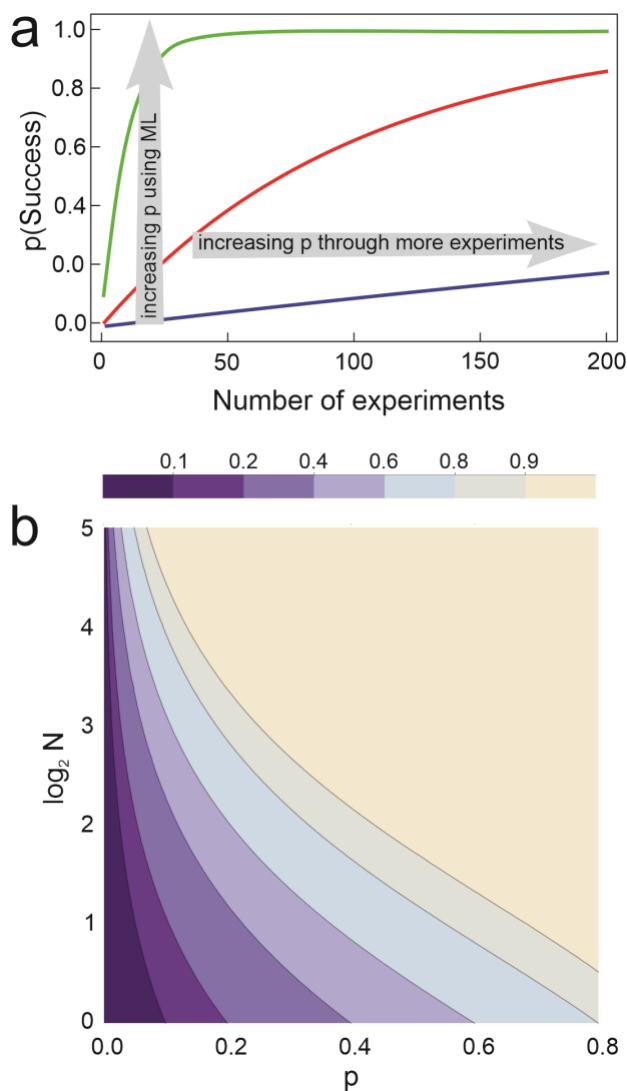 a
p(Success)
1.0
0.8
0.6
0.4
0.0
0.0
increasing p using ML
increasing p through more experiments
0 50 100 150 200
Number of experiments
0.1 0.2 0.4 0.6 0.8 0.9
b
log₂ N
5
4
3
2
1
0
0.0 0.2 0.4 0.6 0.8
p